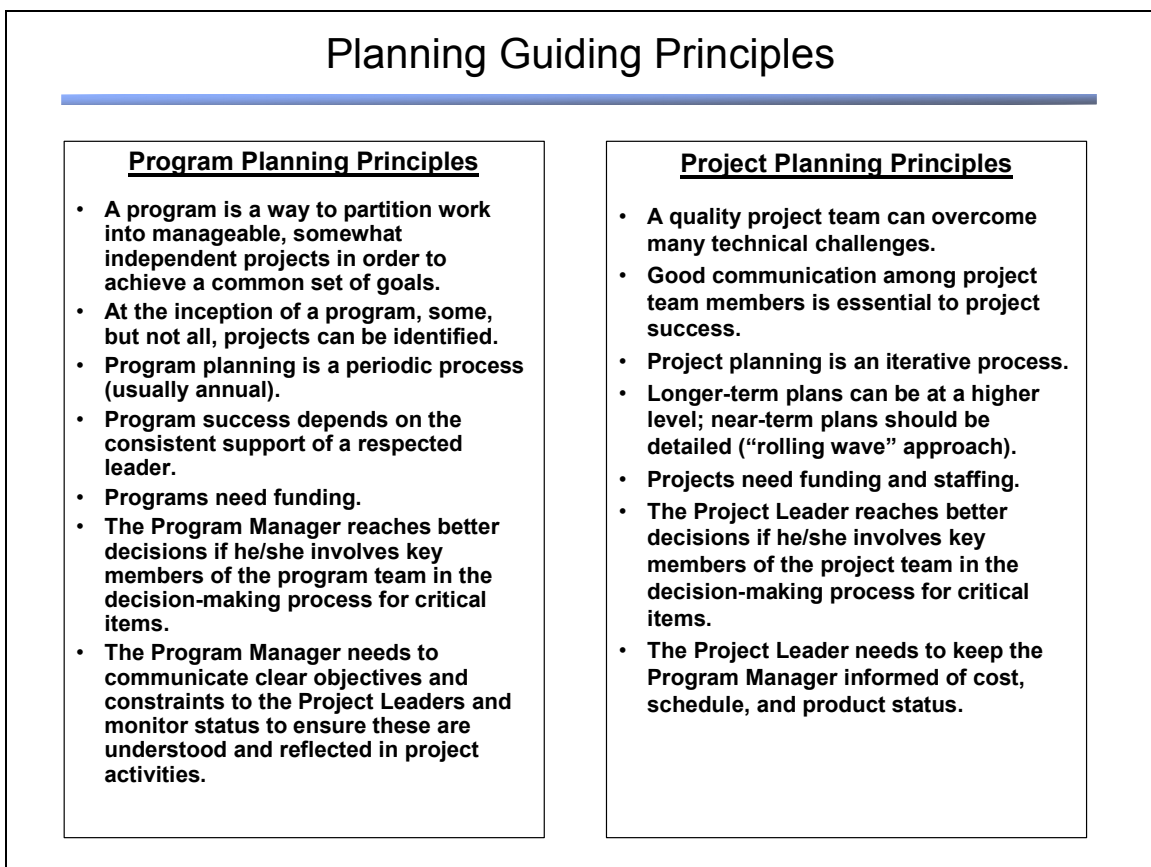 Planning Guiding Principles
Program Planning Principles
• A program is a way to partition work
into manageable, somewhat
independent projects in order to
achieve a common set of goals.
• At the inception of a program, some,
but not all, projects can be identified.
• Program planning is a periodic process
(usually annual).
• Program success depends on the
consistent support of a respected
leader.
• Programs need funding.
• The Program Manager reaches better
decisions if he/she involves key
members of the program team in the
decision-making process for critical
items.
• The Program Manager needs to
communicate clear objectives and
constraints to the Project Leaders and
monitor status to ensure these are
understood and reflected in project
activities.
Project Planning Principles
• A quality project team can overcome
many technical challenges.
• Good communication among project
team members is essential to project
success.
• Project planning is an iterative process.
• Longer-term plans can be at a higher
level; near-term plans should be
detailed (“rolling wave” approach).
• Projects need funding and staffing.
• The Project Leader reaches better
decisions if he/she involves key
members of the project team in the
decision-making process for critical
items.
• The Project Leader needs to keep the
Program Manager informed of cost,
schedule, and product status.